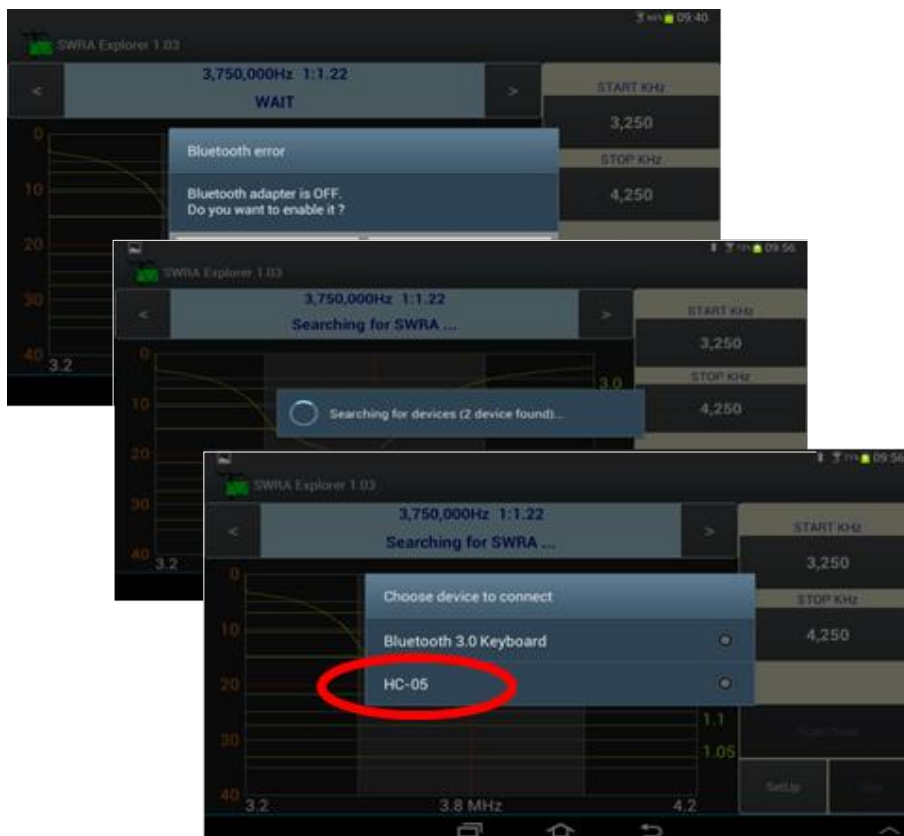 09:40
SWRA Explorer 1.03
<
3,750,000Hz 1:1.22
WAIT
>
START KHz
3,250
STOP KHz
4,250
0
10
20
30
40
3.2
Bluetooth error
Bluetooth adapter is OFF.
Do you want to enable it ?
09:56
SWRA Explorer 1.03
<
3,750,000Hz 1:1.22
Searching for SWRA ...
>
START KHz
3,250
STOP KHz
4,250
0
10
20
30
40
3.2
3.0
Searching for devices (2 device found)...
09:56
SWRA Explorer 1.03
<
3,750,000Hz 1:1.22
Searching for SWRA ...
>
START KHz
3,250
STOP KHz
4,250
0
10
20
30
40
Choose device to connect
Bluetooth 3.0 Keyboard
HC-05
1.1
1.05
3.2
3.8 MHz
4.2
SetUp